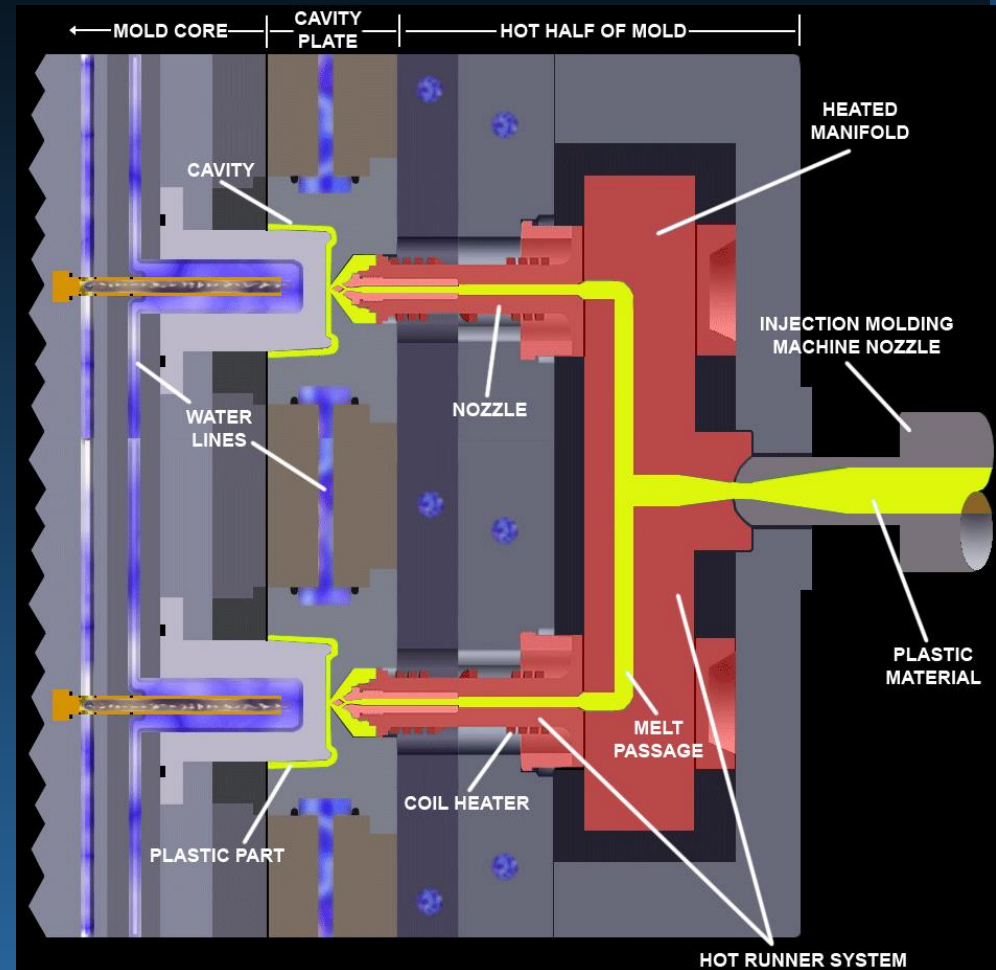 MOLD CORE
CAVITY
PLATE
HOT HALF OF MOLD
HEATED
MANIFOLD
CAVITY
INJECTION MOLDING
MACHINE NOZZLE
NOZZLE
WATER
LINES
PLASTIC
MATERIAL
MELT
PASSAGE
COIL HEATER
PLASTIC PART
HOT RUNNER SYSTEM